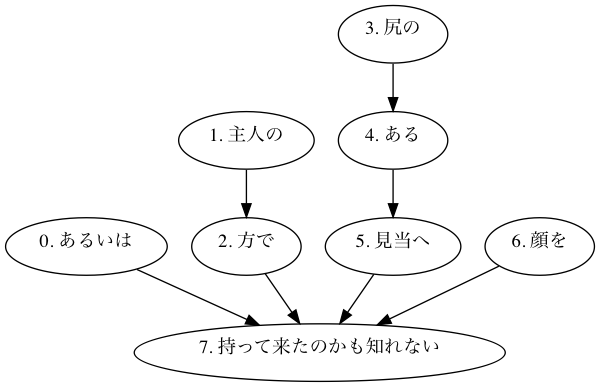 3. 尻の
1. 主人の
4. ある
0. あるいは
2. 方で
5. 見当へ
6. 顔を
7. 持って来たのかも知れない